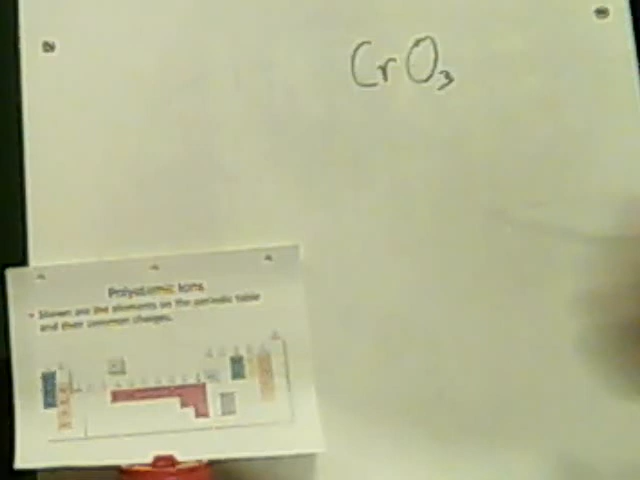 CrO₃
Polyatomic Ions
Shown are the elements on the periodic table
and their common charges.